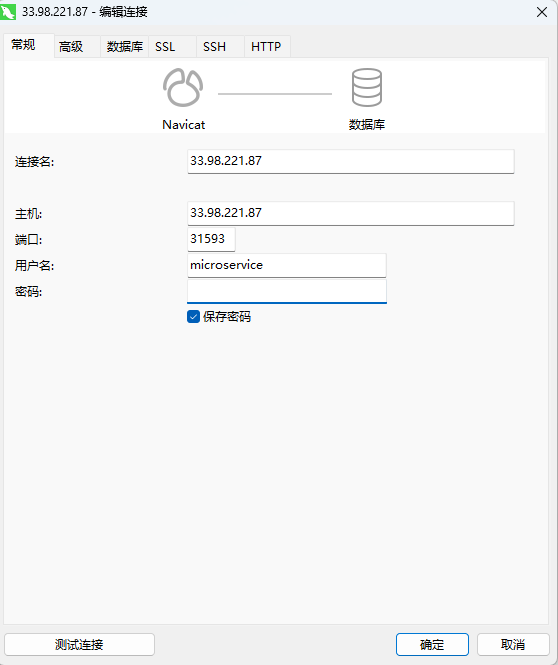 33.98.221.87 - 编辑连接
常规 高级 数据库 SSL SSH HTTP
Navicat 数据库
连接名: 33.98.221.87
主机: 33.98.221.87
端口: 31593
用户名: microservice
密码:
保存密码
测试连接 确定 取消